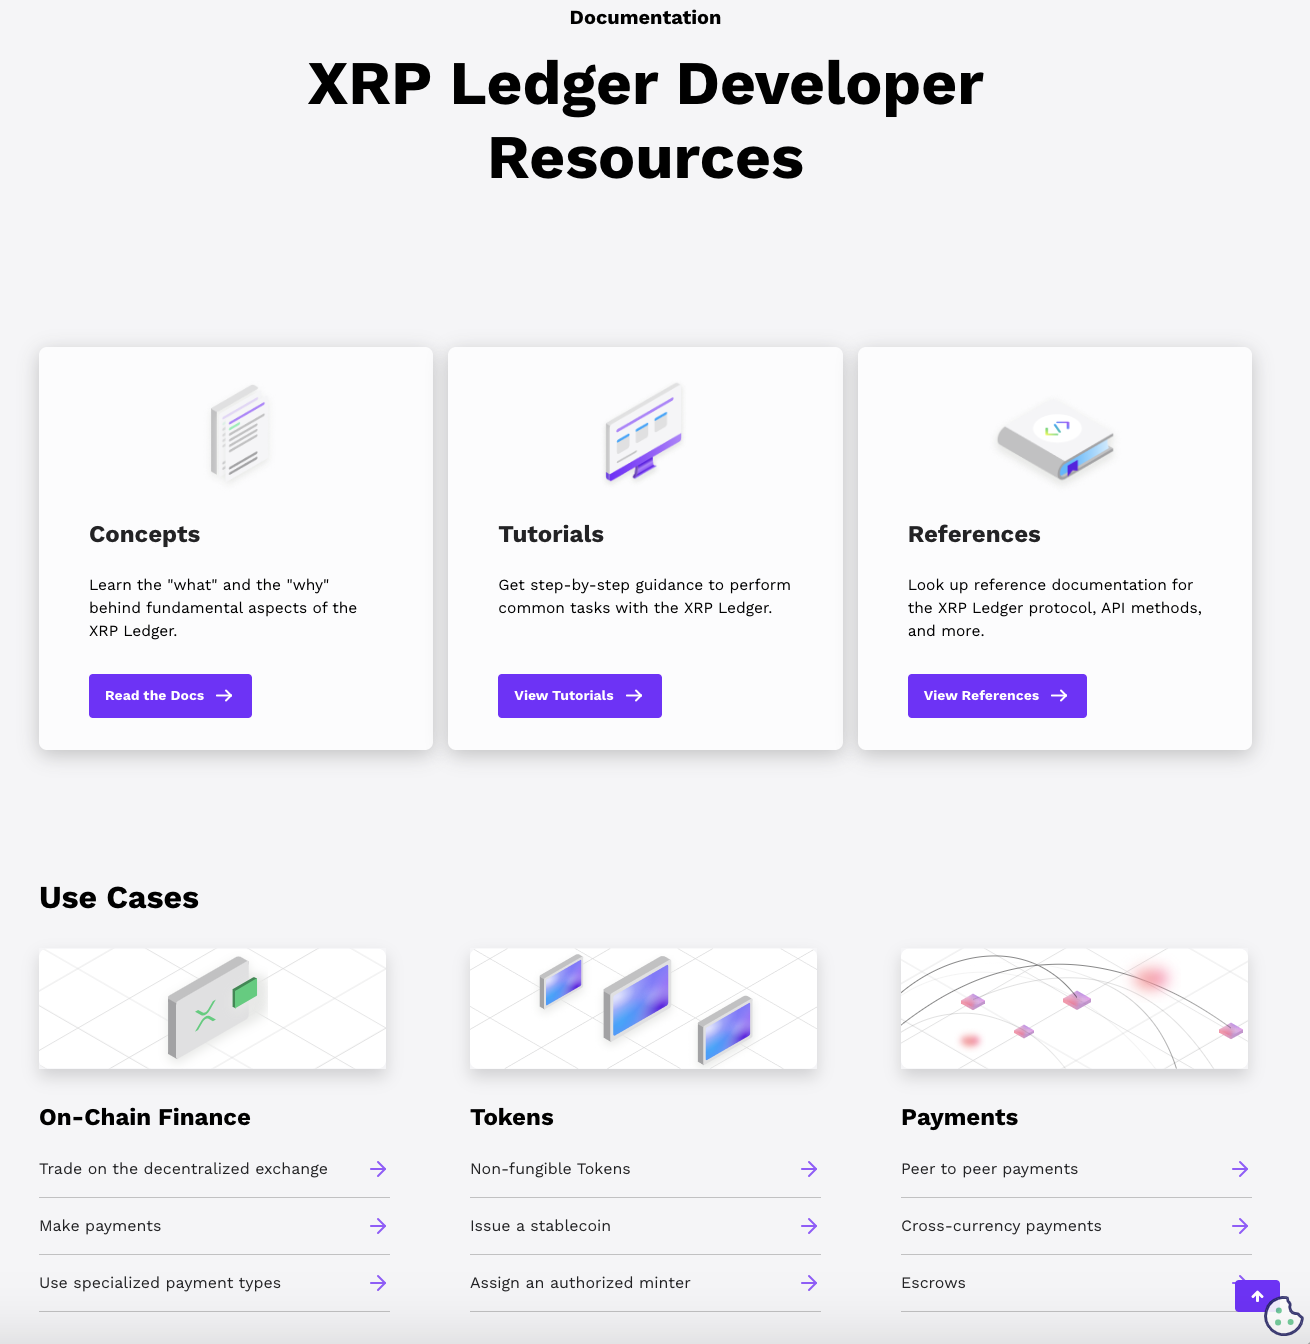 Documentation
XRP Ledger Developer
Resources
Concepts
Learn the "what" and the "why"
behind fundamental aspects of the
XRP Ledger.
Read the Docs
Tutorials
Get step-by-step guidance to perform
common tasks with the XRP Ledger.
View Tutorials
References
Look up reference documentation for
the XRP Ledger protocol, API methods,
and more.
View References
Use Cases
On-Chain Finance
Trade on the decentralized exchange
Make payments
Use specialized payment types
Tokens
Non-fungible Tokens
Issue a stablecoin
Assign an authorized minter
Payments
Peer to peer payments
Cross-currency payments
Escrows